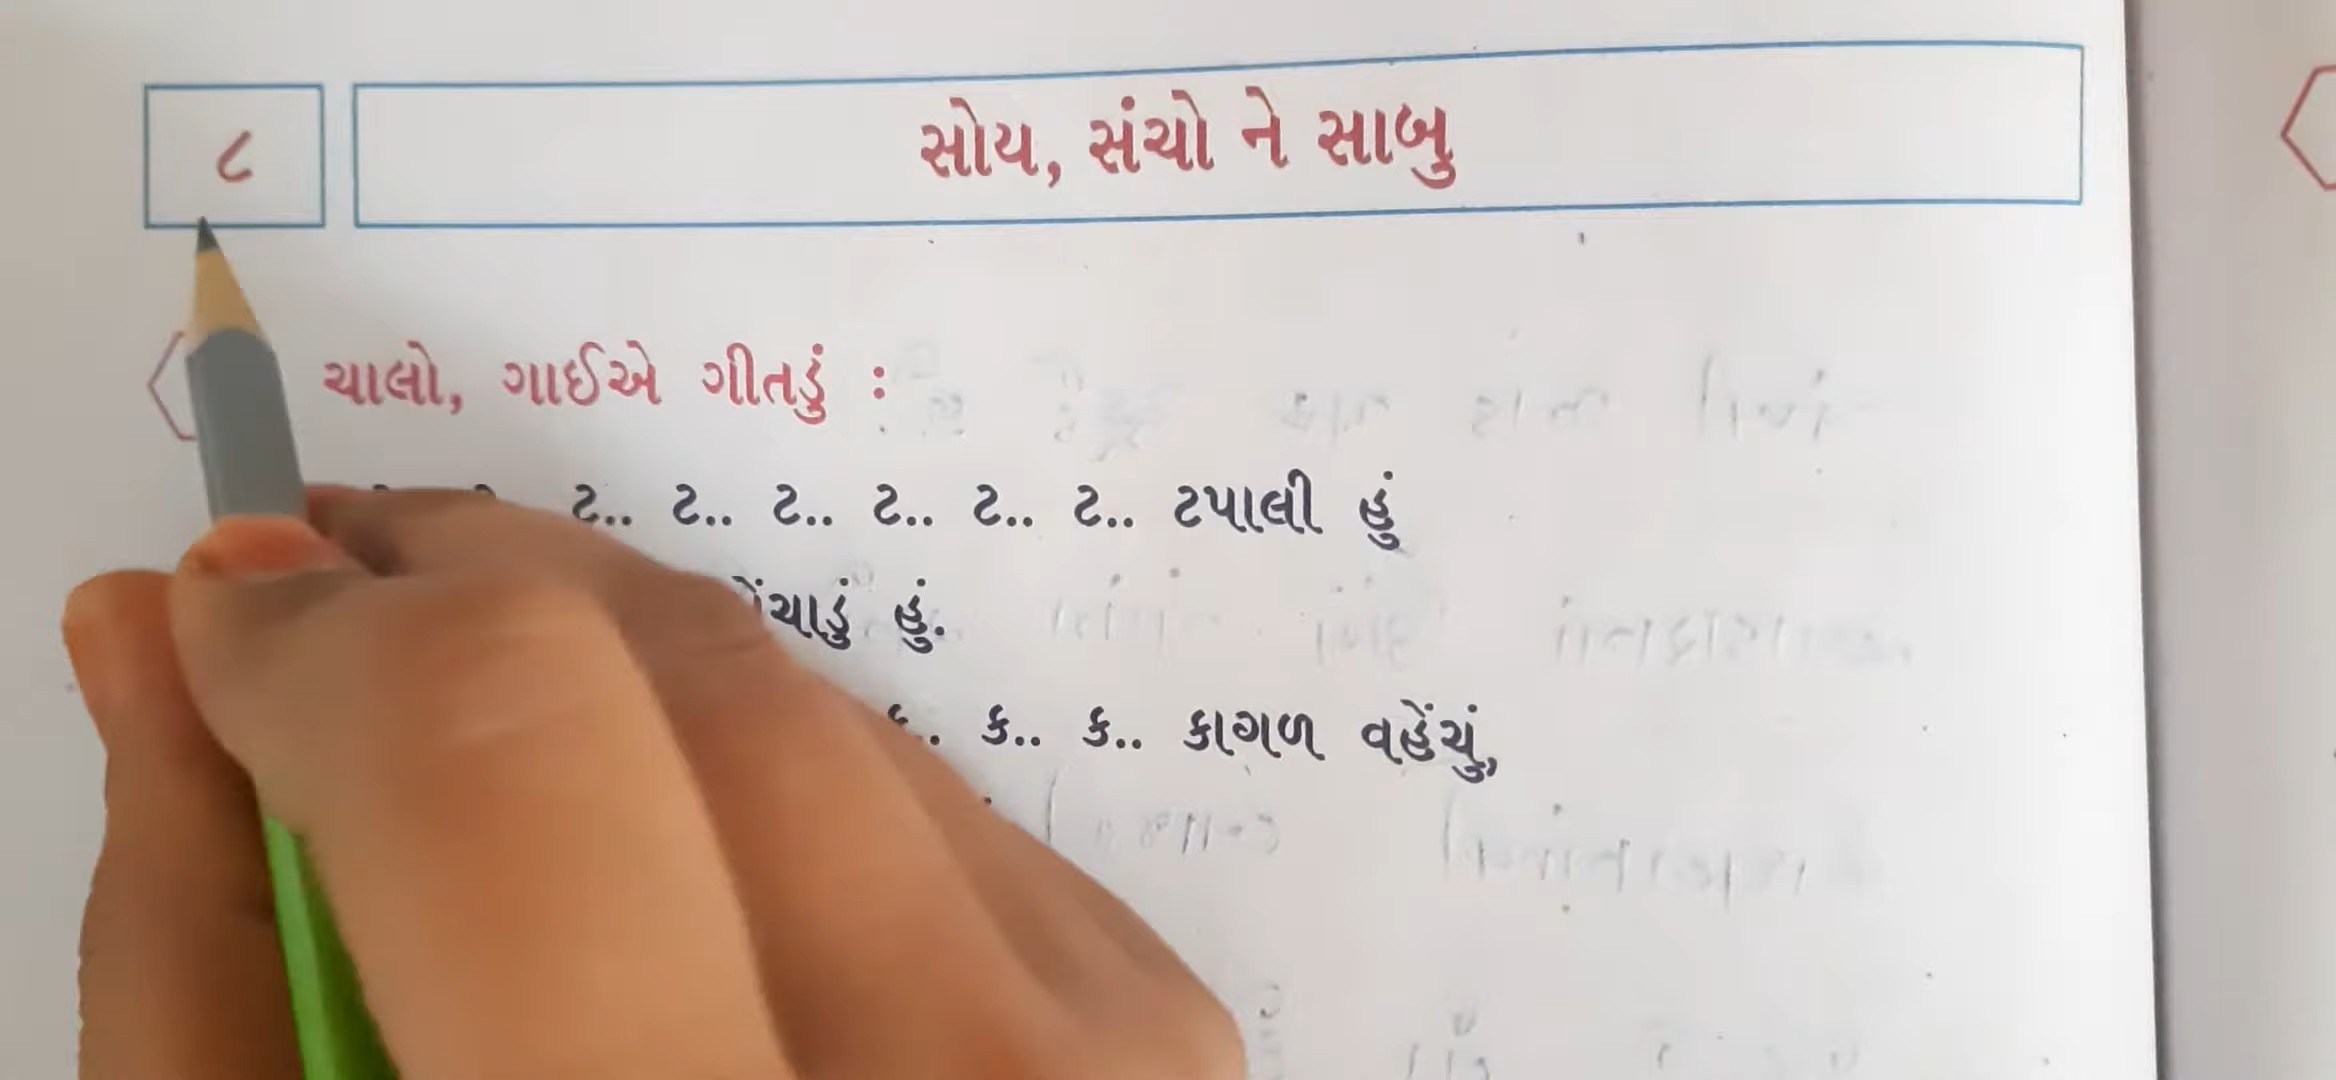 ૮
સોય, સંચો ને સાબુ
ચાલો, ગાઈએ ગીતડું :
ટ.. ટ.. ટ.. ટ.. ટ.. ટ.. ટપાલી હું
હું.
ક.. ક.. કાગળ વહેંચું,